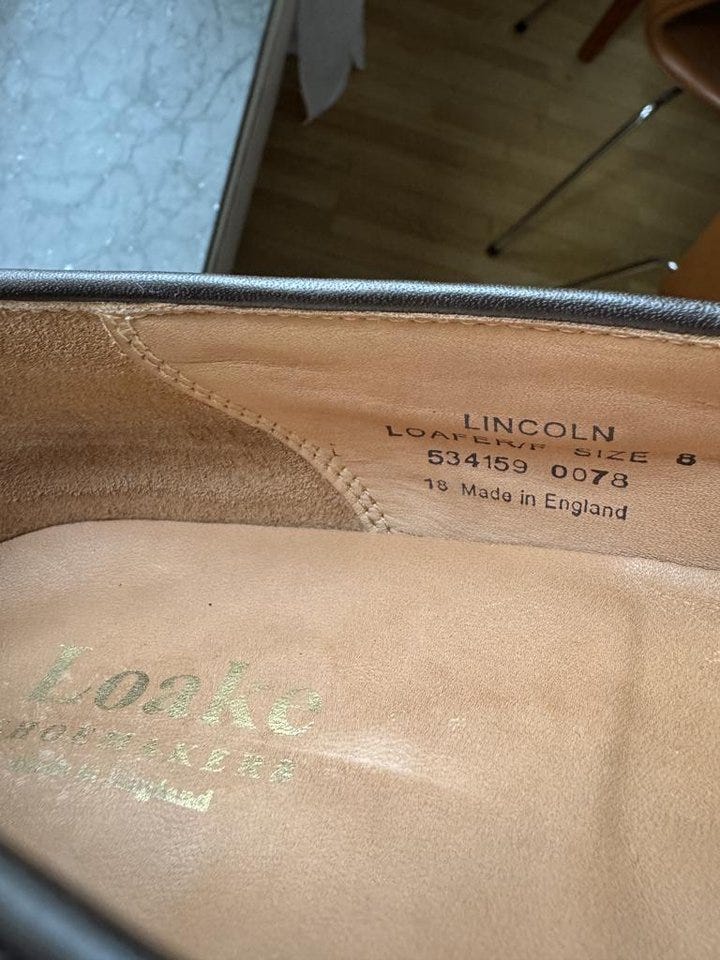 LINCOLN
LOAFER/F SIZE 8
534159 0078
18 Made in England
Loake
SHOEMAKERS
Made in England